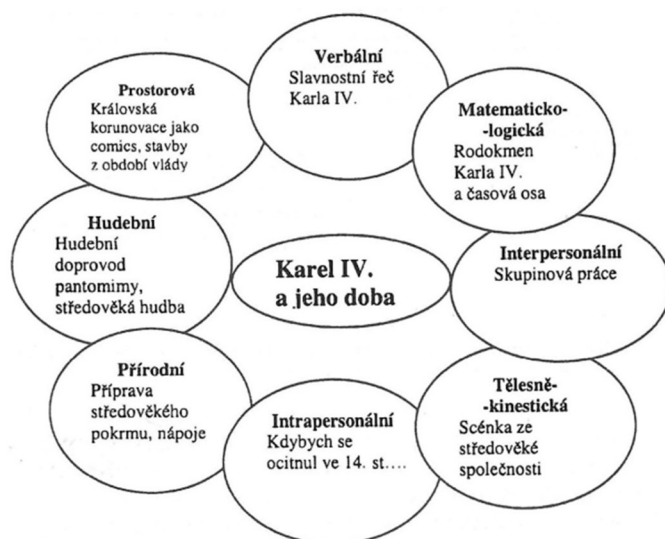 Verbální
Slavnostní řeč
Karla IV.
Prostorová
Královská
korunovace jako
comics, stavby
z období vlády
Matematicko-
-logická
Rodokmen
Karla IV.
a časová osa
Hudební
Hudební
doprovod
pantomimy,
středověká hudba
Karel IV.
a jeho doba
Interpersonální
Skupinová práce
Přírodní
Příprava
středověkého
pokrmu, nápoje
Intrapersonální
Kdybych se
ocitnul ve 14. st….
Tělesně-
-kinestická
Scénka ze
středověké
společnosti